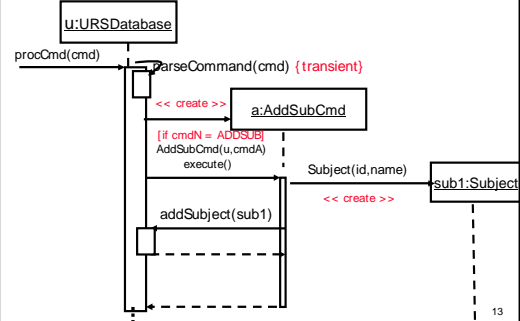 u:URSDatabase
procCmd(cmd)
parseCommand(cmd) {transient}
<< create >>
a:AddSubCmd
[if cmdN = ADDSUB]
AddSubCmd(u,cmdA)
execute()
Subject(id,name)
sub1:Subject
<< create >>
addSubject(sub1)
13